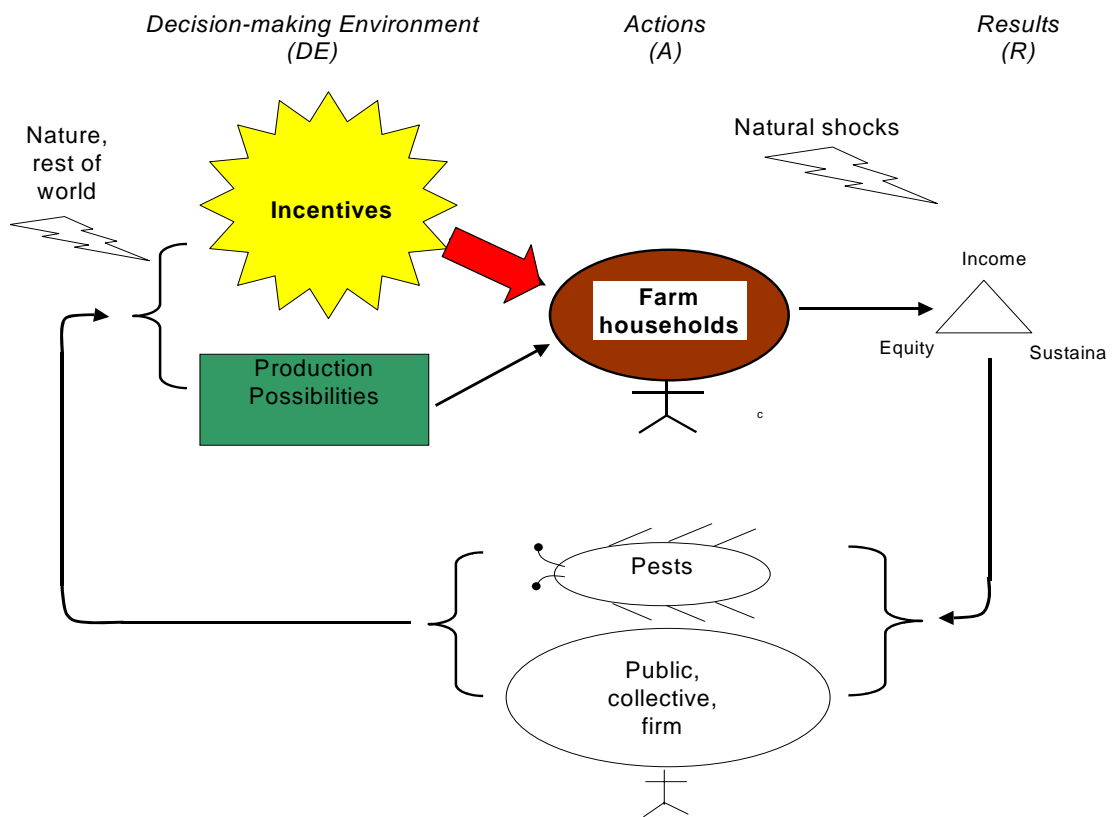 Decision-making Environment
(DE)
Actions
(A)
Results
(R)
Nature,
rest of
world
Incentives
Natural shocks
Farm
households
Income
Equity
Sustaina
Production
Possibilities
c
Pests
Public,
collective,
firm